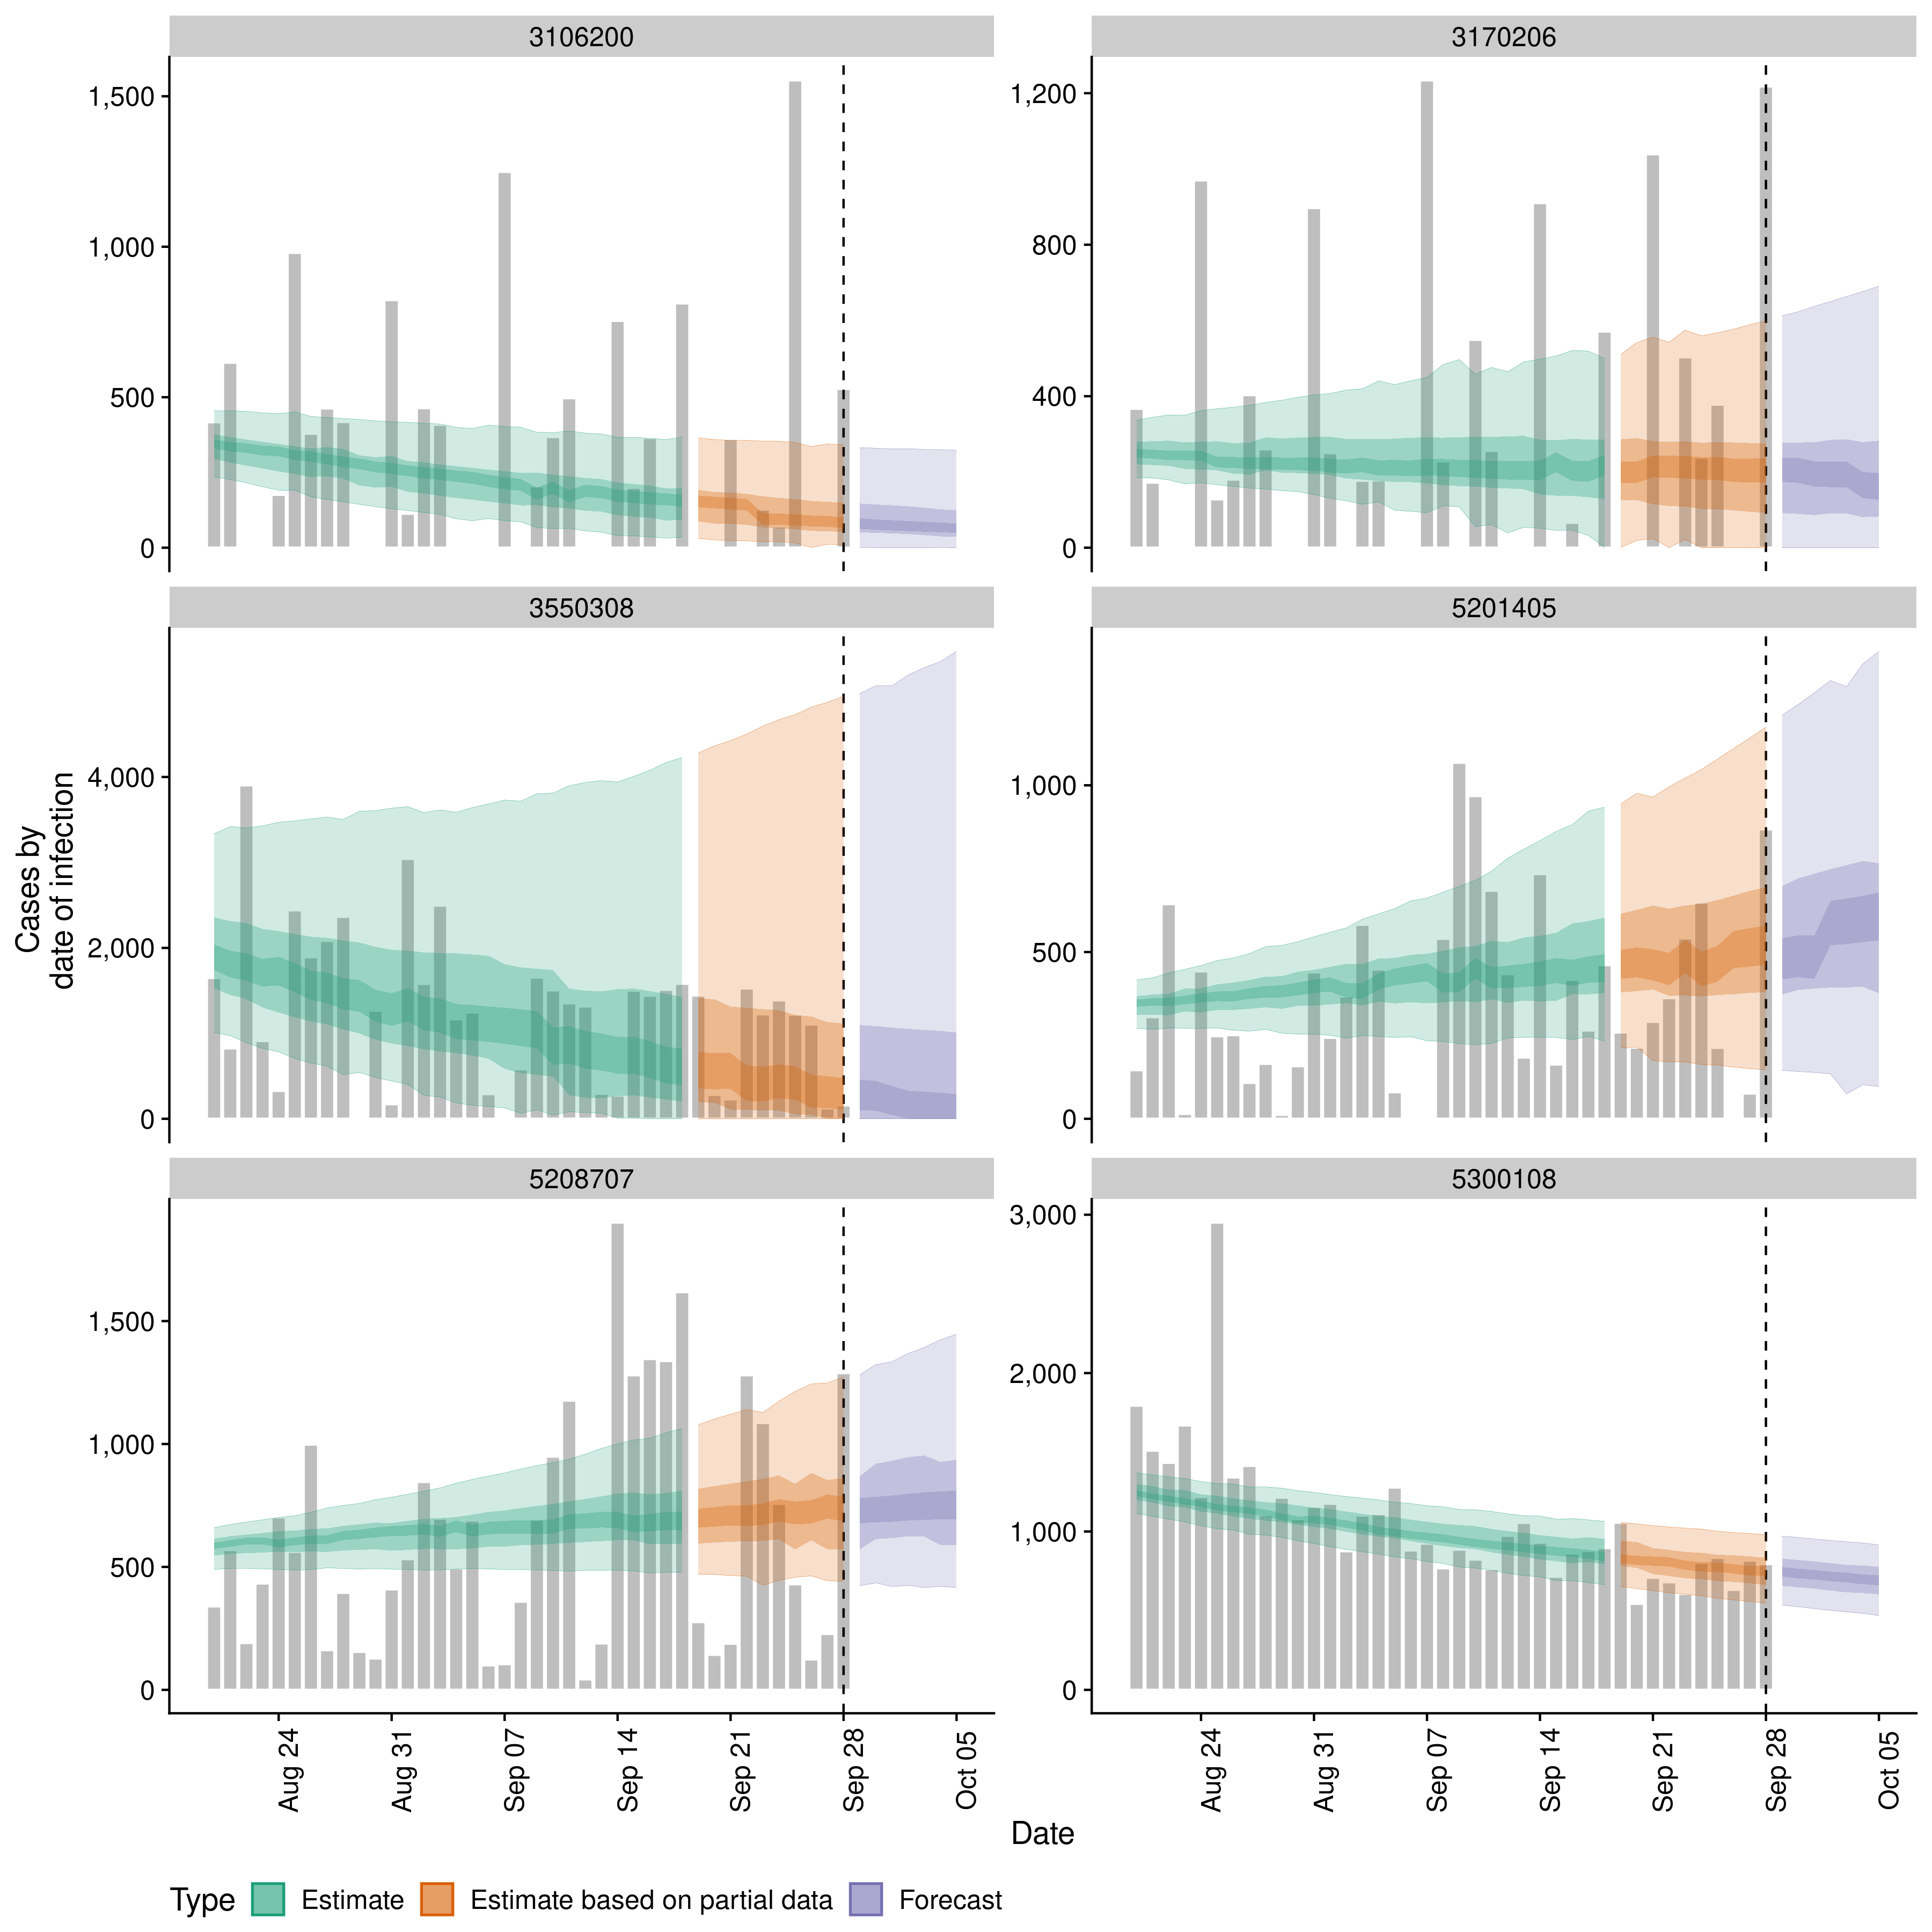 3106200
3170206
1,500
1,000
500
0
1,200
800
400
0
3550308
5201405
Cases by
date of infection
4,000
2,000
0
1,000
500
0
5208707
5300108
1,500
1,000
500
0
3,000
2,000
1,000
0
Aug 24
Aug 31
Sep 07
Sep 14
Sep 21
Sep 28
Oct 05
Aug 24
Aug 31
Sep 07
Sep 14
Sep 21
Sep 28
Oct 05
Date
Type Estimate Estimate based on partial data Forecast